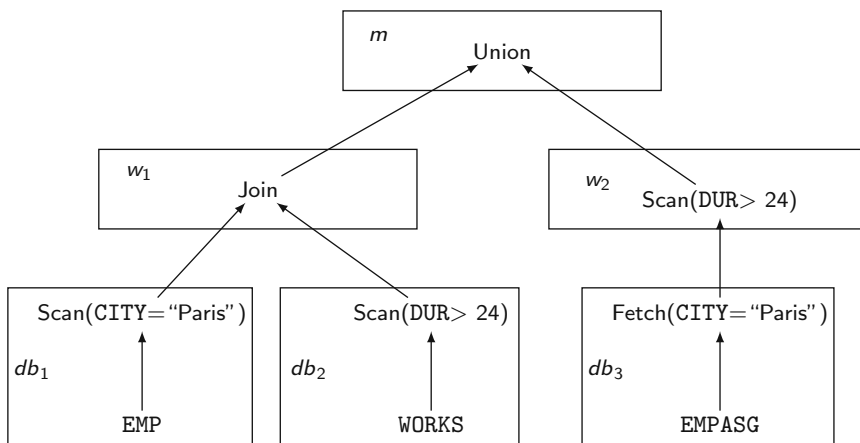 m
Union
w₁
Join
w₂
Scan(DUR> 24)
Scan(CITY=“Paris”)
Scan(DUR> 24)
Fetch(CITY=“Paris”)
db₁
db₂
db₃
EMP
WORKS
EMPASG